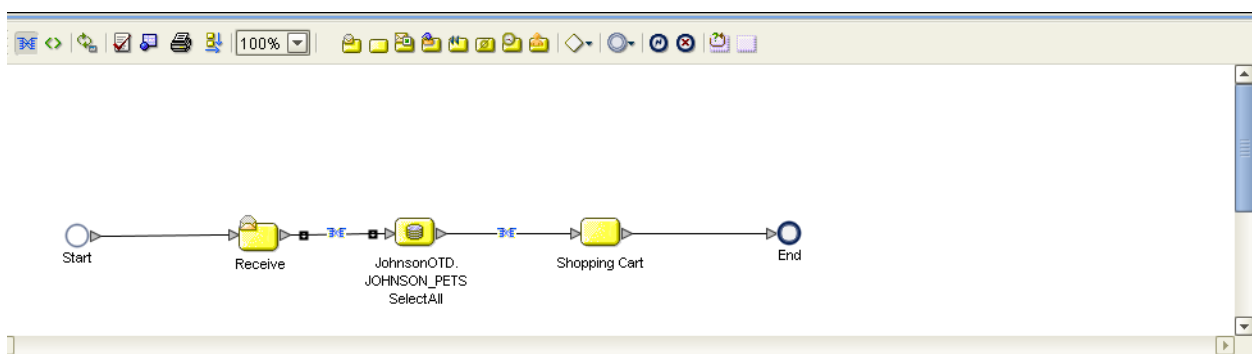 100%
Start
Receive
JohnsonOTD.
JOHNSON_PETS
SelectAll
Shopping Cart
End